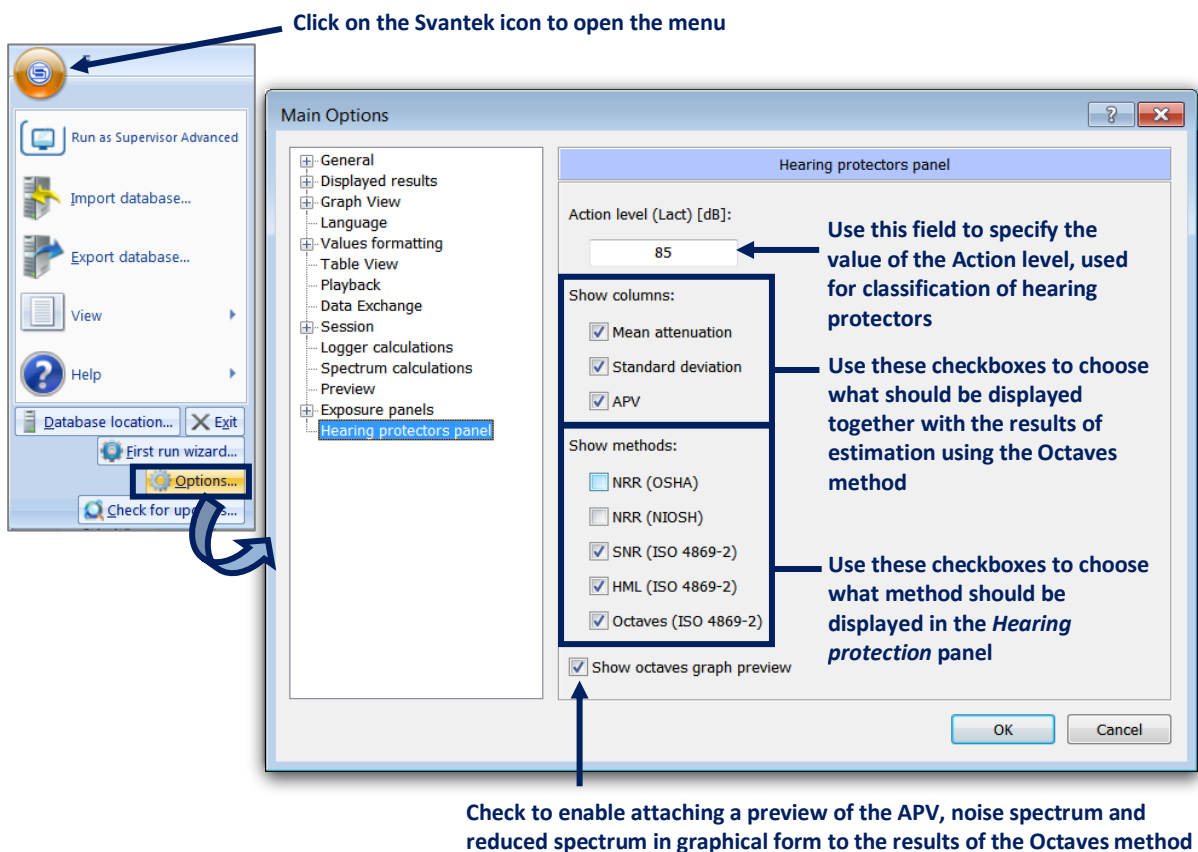 Click on the Svantek icon to open the menu
Run as Supervisor Advanced
Import database...
Export database...
View
Help
Database location...
Exit
First run wizard...
Options...
Main Options
General
Displayed results
Graph View
Language
Values formatting
Table View
Playback
Data Exchange
Session
Logger calculations
Spectrum calculations
Preview
Exposure panels
Hearing protectors panel
Hearing protectors panel
Action level (Lact) [dB]:
85
Show columns:
Mean attenuation
Standard deviation
APV
Show methods:
NRR (OSHA)
NRR (NIOSH)
SNR (ISO 4869-2)
HML (ISO 4869-2)
Octaves (ISO 4869-2)
Show octaves graph preview
OK
Cancel
Use this field to specify the
value of the Action level, used
for classification of hearing
protectors
Use these checkboxes to choose
what should be displayed
together with the results of
estimation using the Octaves
method
Use these checkboxes to choose
what method should be
displayed in the Hearing
protection panel
Check for
Check to enable attaching a preview of the APV, noise spectrum and
reduced spectrum in graphical form to the results of the Octaves method